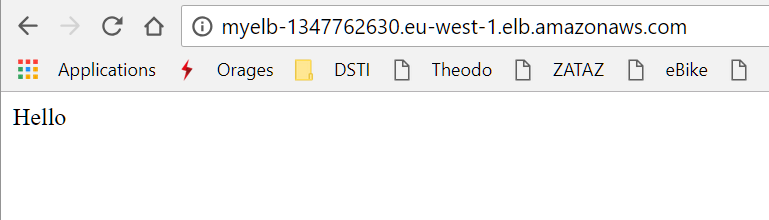 myelb-1347762630.eu-west-1.elb.amazonaws.com
Applications Orages DSTI Theodo ZATAZ eBike
Hello